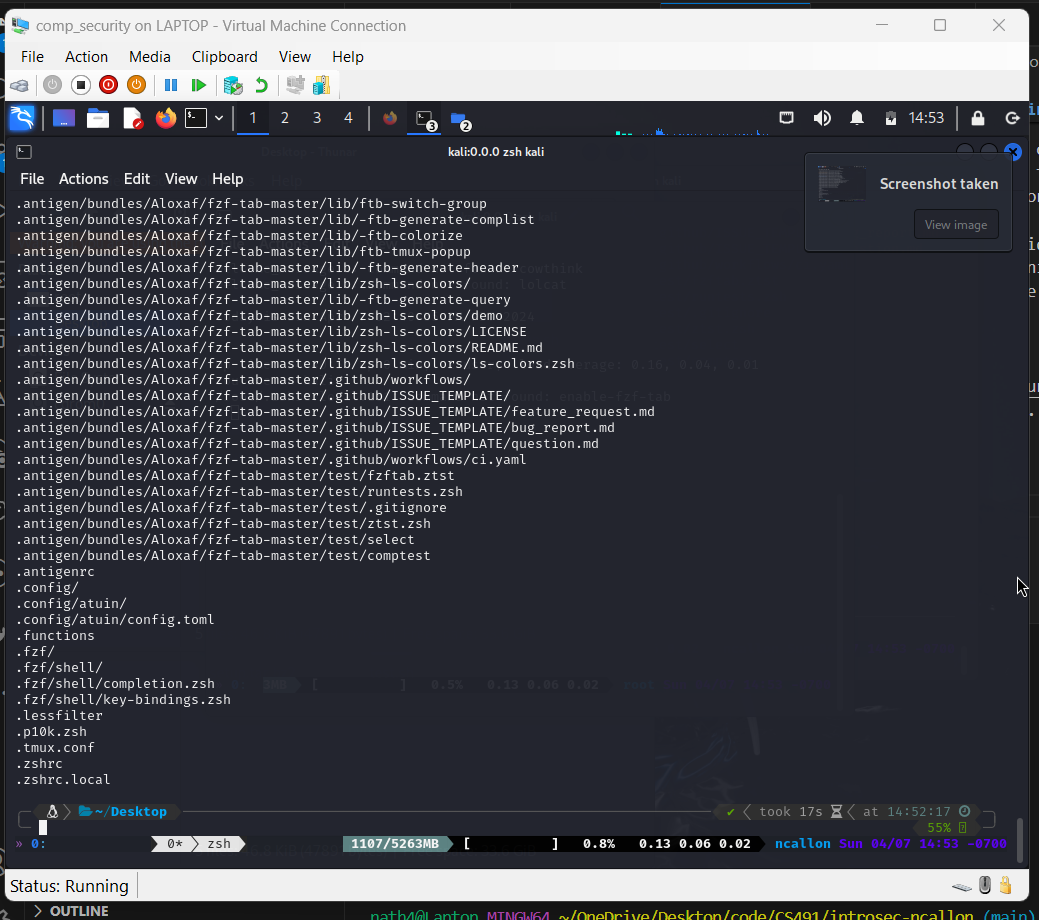 comp_security on LAPTOP - Virtual Machine Connection
File Action Media Clipboard View Help
1 2 3 4 3 2 14:53
kali:0.0.0 zsh kali
File Actions Edit View Help
Screenshot taken
View image
.antigen/bundles/Aloxaf/fzf-tab-master/lib/ftb-switch-group
.antigen/bundles/Aloxaf/fzf-tab-master/lib/-ftb-generate-complist
.antigen/bundles/Aloxaf/fzf-tab-master/lib/-ftb-colorize
.antigen/bundles/Aloxaf/fzf-tab-master/lib/ftb-tmux-popup
.antigen/bundles/Aloxaf/fzf-tab-master/lib/-ftb-generate-header
.antigen/bundles/Aloxaf/fzf-tab-master/lib/zsh-ls-colors/
.antigen/bundles/Aloxaf/fzf-tab-master/lib/-ftb-generate-query
.antigen/bundles/Aloxaf/fzf-tab-master/lib/zsh-ls-colors/demo
.antigen/bundles/Aloxaf/fzf-tab-master/lib/zsh-ls-colors/LICENSE
.antigen/bundles/Aloxaf/fzf-tab-master/lib/zsh-ls-colors/README.md
.antigen/bundles/Aloxaf/fzf-tab-master/lib/zsh-ls-colors/ls-colors.zsh
.antigen/bundles/Aloxaf/fzf-tab-master/.github/workflows/
.antigen/bundles/Aloxaf/fzf-tab-master/.github/ISSUE_TEMPLATE/
.antigen/bundles/Aloxaf/fzf-tab-master/.github/ISSUE_TEMPLATE/feature_request.md
.antigen/bundles/Aloxaf/fzf-tab-master/.github/ISSUE_TEMPLATE/bug_report.md
.antigen/bundles/Aloxaf/fzf-tab-master/.github/ISSUE_TEMPLATE/question.md
.antigen/bundles/Aloxaf/fzf-tab-master/.github/workflows/ci.yaml
.antigen/bundles/Aloxaf/fzf-tab-master/test/fzftab.ztst
.antigen/bundles/Aloxaf/fzf-tab-master/test/runtests.zsh
.antigen/bundles/Aloxaf/fzf-tab-master/test/.gitignore
.antigen/bundles/Aloxaf/fzf-tab-master/test/ztst.zsh
.antigen/bundles/Aloxaf/fzf-tab-master/test/select
.antigen/bundles/Aloxaf/fzf-tab-master/test/comptest
.antigenrc
.config/
.config/atuin/
.config/atuin/config.toml
.functions
.fzf/
.fzf/shell/
.fzf/shell/completion.zsh
.fzf/shell/key-bindings.zsh
.lessfilter
.p10k.zsh
.tmux.conf
.zshrc
.zshrc.local
~/Desktop ✔ took 17s at 14:52:17
55%
» 0: 0* zsh 1107/5263MB [ ] 0.8% 0.13 0.06 0.02 ncallon Sun 04/07 14:53 -0700
Status: Running
> OUTLINE
nath4@Laptop MINGW64 ~/OneDrive/Desktop/code/CS491/introsec-ncallon (main)